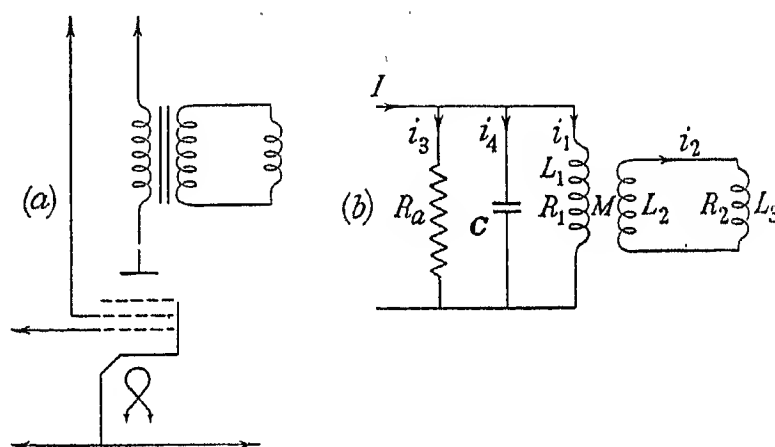 (a)
(b)
I
i₃ i₄ i₁
Rₐ C L₁
R₁ M L₂
i₂
R₂ L₃